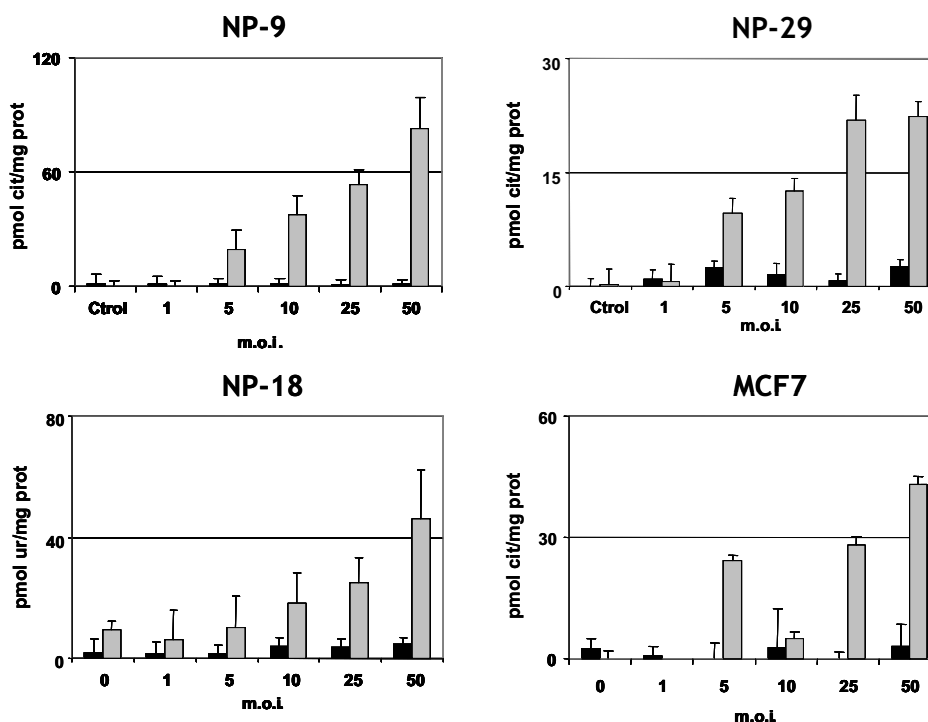 NP-9
120
60
0
pmol cit/mg prot
Ctrol 1 5 10 25 50
m.o.i.
NP-29
30
15
0
pmol cit/mg prot
Ctrol 1 5 10 25 50
m.o.i.
NP-18
80
40
0
pmol ur/mg prot
0 1 5 10 25 50
m.o.i.
MCF7
60
30
0
pmol cit/mg prot
0 1 5 10 25 50
m.o.i.